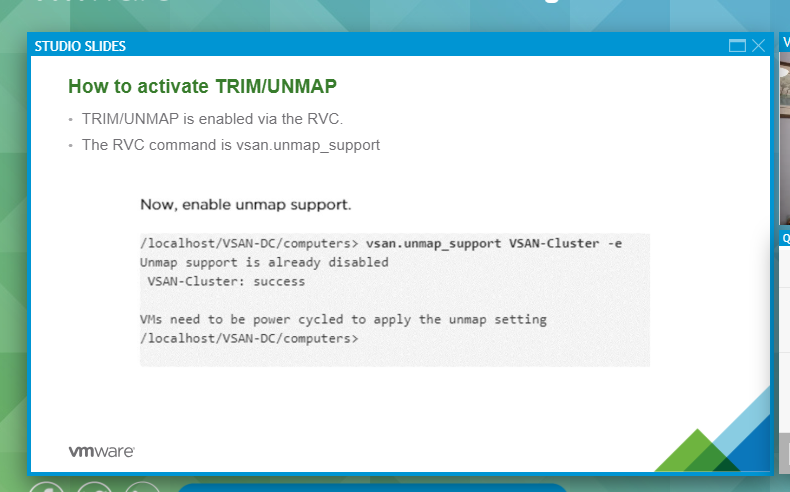 STUDIO SLIDES
How to activate TRIM/UNMAP
• TRIM/UNMAP is enabled via the RVC.
• The RVC command is vsan.unmap_support
Now, enable unmap support.
/localhost/VSAN-DC/computers> vsan.unmap_support VSAN-Cluster -e
Unmap support is already disabled
VSAN-Cluster: success
VMs need to be power cycled to apply the unmap setting
/localhost/VSAN-DC/computers>
vmware